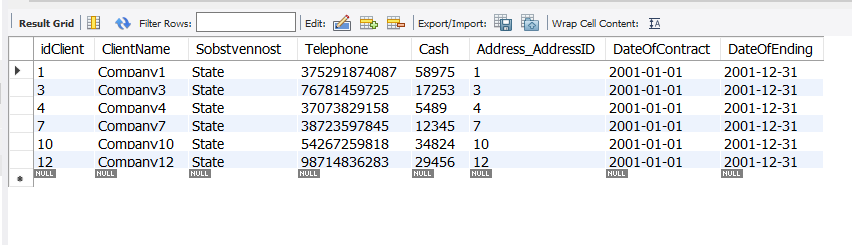 Result Grid Filter Rows: Edit: Export/Import: Wrap Cell Content: IA
idClient ClientName Sobstvennost Telephone Cash Address_AddressID DateOfContract DateOfEnding
1 Company1 State 375291874087 58975 1 2001-01-01 2001-12-31
3 Company3 State 76781459725 17253 3 2001-01-01 2001-12-31
4 Company4 State 37073829158 5489 4 2001-01-01 2001-12-31
7 Company7 State 38723597845 12345 7 2001-01-01 2001-12-31
10 Company10 State 54267259818 34824 10 2001-01-01 2001-12-31
12 Company12 State 98714836283 29456 12 2001-01-01 2001-12-31
NULL NULL NULL NULL NULL NULL NULL NULL